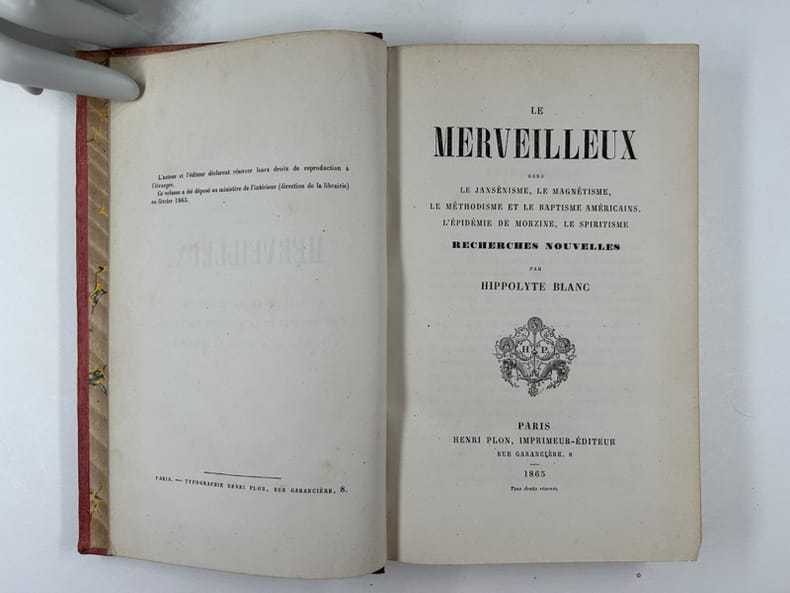 L'auteur et l'éditeur déclarent réserver leurs droits de reproduction à
l'étranger.
Ce volume a été déposé au ministère de l'intérieur (direction de la librairie)
en février 1865.
PARIS. — TYPOGRAPHIE HENRI PLON, RUE GARANCIÈRE, 8.
LE
MERVEILLEUX
DANS
LE JANSÉNISME, LE MAGNÉTISME,
LE MÉTHODISME ET LE BAPTISME AMÉRICAINS,
L'ÉPIDÉMIE DE MORZINE, LE SPIRITISME
RECHERCHES NOUVELLES
PAR
HIPPOLYTE BLANC
H P
PARIS
HENRI PLON, IMPRIMEUR-ÉDITEUR
RUE GARANCIÈRE, 8
1865
Tous droits réservés.